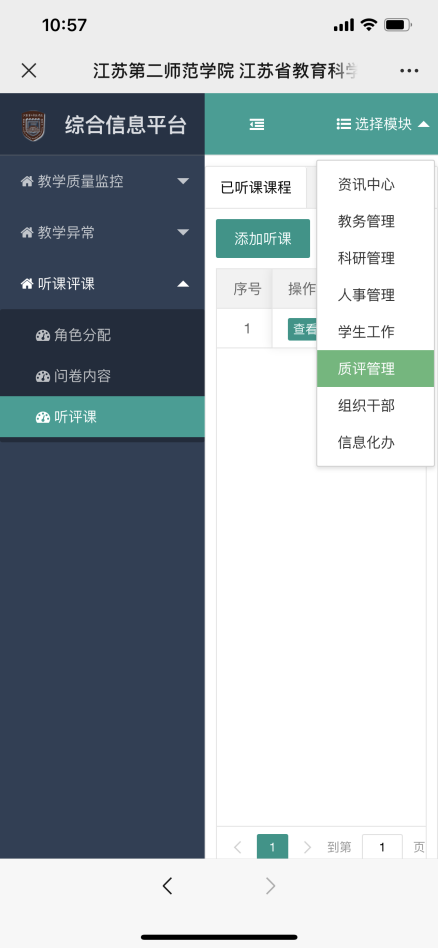 10:57
江苏第二师范学院 江苏省教育科学
综合信息平台
选择模块
教学质量监控
教学异常
听课评课
角色分配
问卷内容
听评课
已听课课程
添加听课
序号 操作
1 查看
资讯中心
教务管理
科研管理
人事管理
学生工作
质评管理
组织干部
信息化办
1 到第 1 页